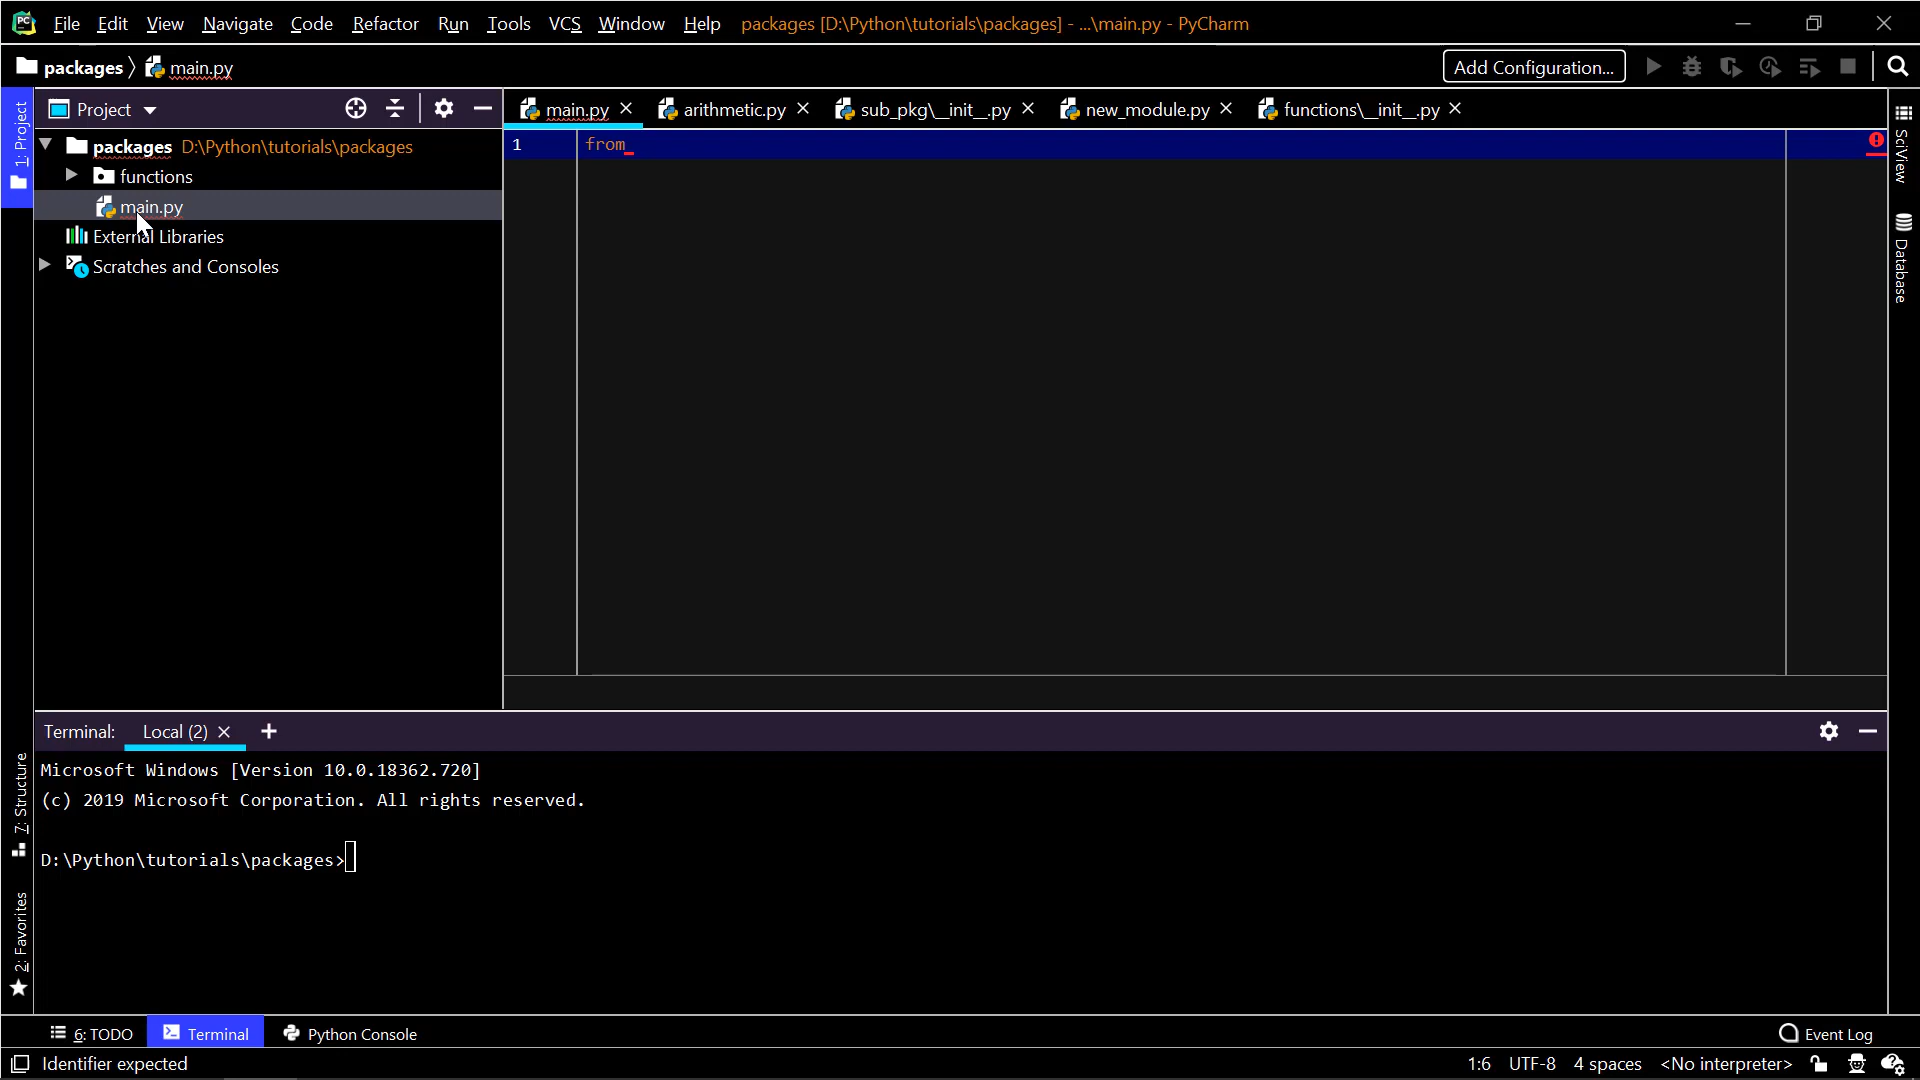 PC File Edit View Navigate Code Refactor Run Tools VCS Window Help packages [D:\Python\tutorials\packages] - ...\main.py - PyCharm
packages main.py Add Configuration...
1: Project
Project
main.py arithmetic.py sub_pkg\__init__.py new_module.py functions\__init__.py
packages D:\Python\tutorials\packages
functions
main.py
External Libraries
Scratches and Consoles
1 from
SciView
Database
Terminal: Local (2)
Microsoft Windows [Version 10.0.18362.720]
(c) 2019 Microsoft Corporation. All rights reserved.
D:\Python\tutorials\packages>
7: Structure
2: Favorites
6: TODO Terminal Python Console Event Log
Identifier expected 1:6 UTF-8 4 spaces <No interpreter>